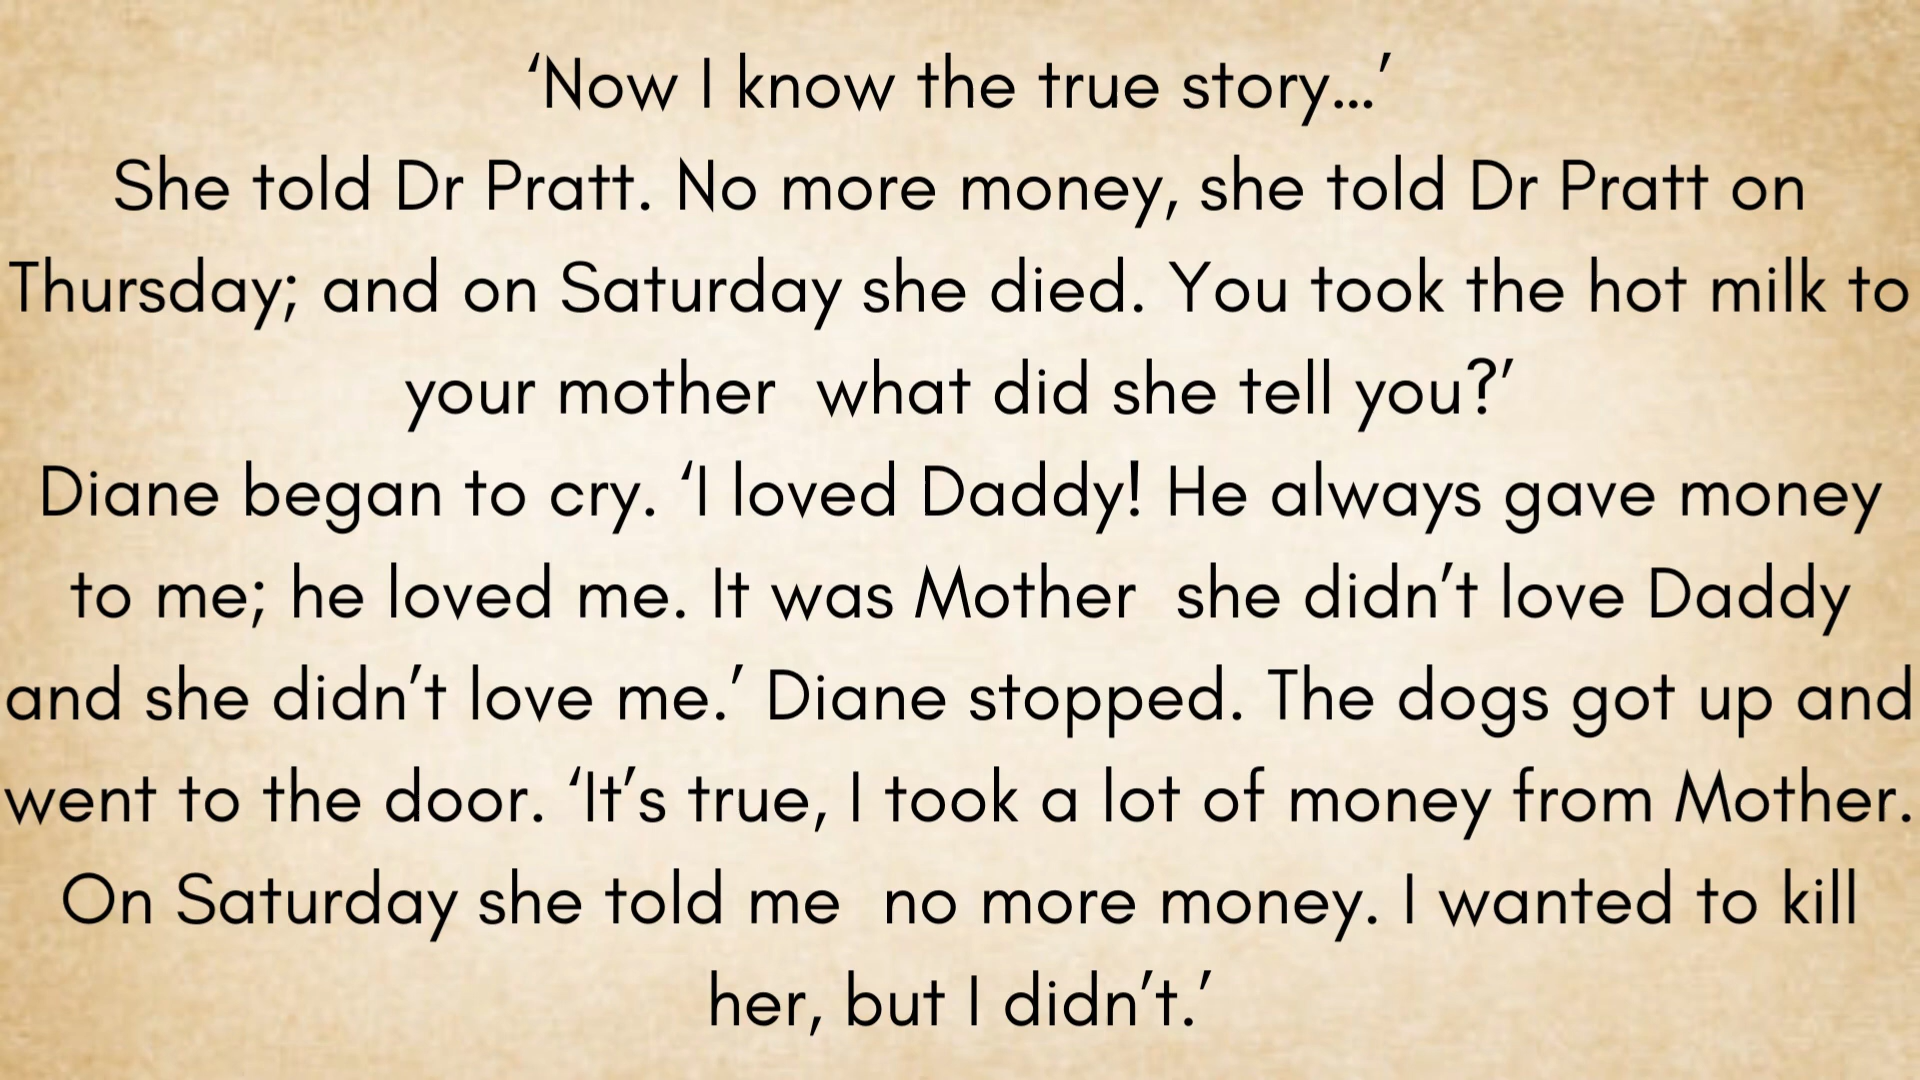 ‘Now I know the true story...’
She told Dr Pratt. No more money, she told Dr Pratt on
Thursday; and on Saturday she died. You took the hot milk to
your mother  what did she tell you?’
Diane began to cry. ‘I loved Daddy! He always gave money
to me; he loved me. It was Mother  she didn’t love Daddy
and she didn’t love me.’ Diane stopped. The dogs got up and
went to the door. ‘It’s true, I took a lot of money from Mother.
On Saturday she told me  no more money. I wanted to kill
her, but I didn’t.’